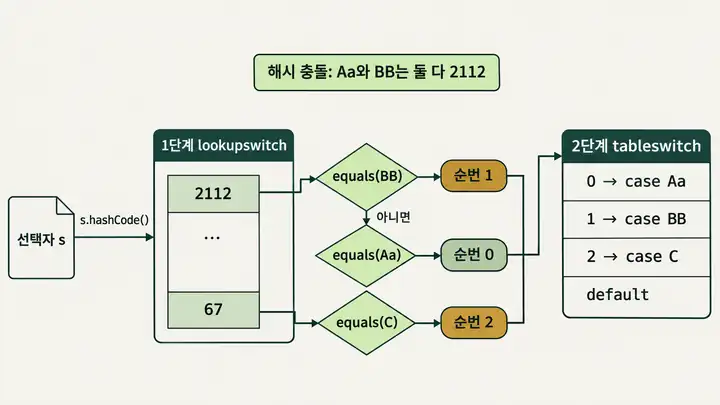 해시 충돌: Aa와 BB는 둘 다 2112
선택자 s
s.hashCode()
1단계 lookupswitch
2112
...
67
equals(BB)
아니면
equals(Aa)
equals(C)
순번 1
순번 0
순번 2
2단계 tableswitch
0 → case Aa
1 → case BB
2 → case C
default